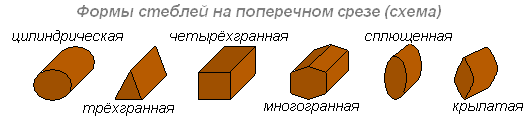 Формы стеблей на поперечном срезе (схема)
цилиндрическая четырёхгранная сплющенная
трёхгранная многогранная крылатая